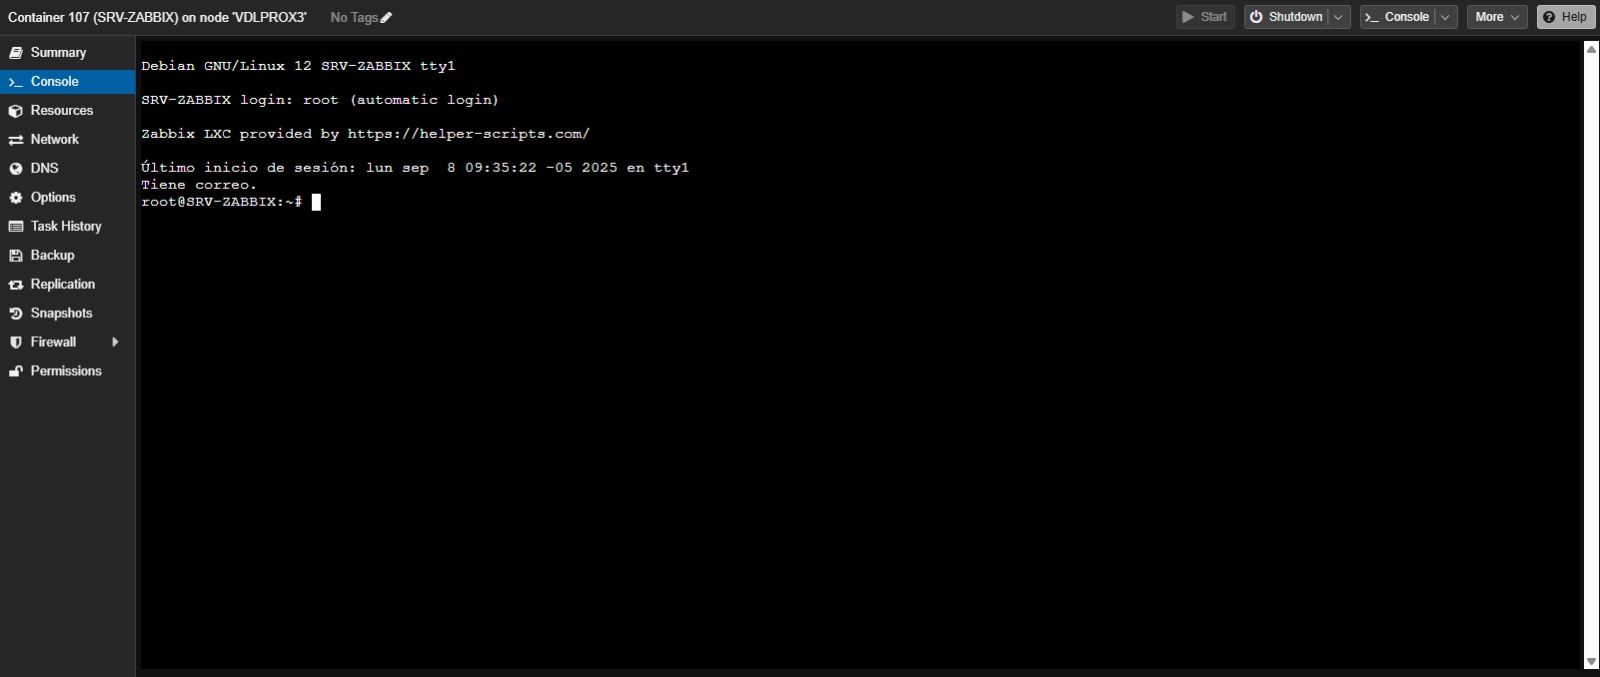 Container 107 (SRV-ZABBIX) on node 'VDLPROX3' No Tags Start Shutdown Console More Help
Summary
Console
Resources
Network
DNS
Options
Task History
Backup
Replication
Snapshots
Firewall
Permissions
Debian GNU/Linux 12 SRV-ZABBIX tty1
SRV-ZABBIX login: root (automatic login)
Zabbix LXC provided by https://helper-scripts.com/
Último inicio de sesión: lun sep  8 09:35:22 -05 2025 en tty1
Tiene correo.
root@SRV-ZABBIX:~#